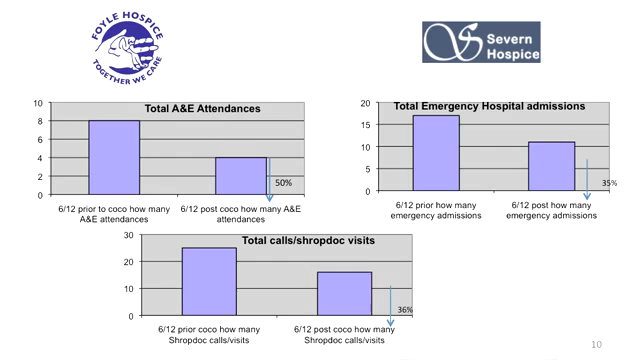 FOYLE HOSPICE
TOGETHER WE CARE
Severn
Hospice
Total A&E Attendances
10
8
6
4
2
0
50%
6/12 prior to coco how many
A&E attendances
6/12 post coco how many A&E
attendances
Total Emergency Hospital admissions
20
15
10
5
0
35%
6/12 prior how many
emergency admissions
6/12 post how many
emergency admissions
Total calls/shropdoc visits
30
20
10
0
36%
6/12 prior coco how many
Shropdoc calls/visits
6/12 post coco how many
Shropdoc calls/visits
10